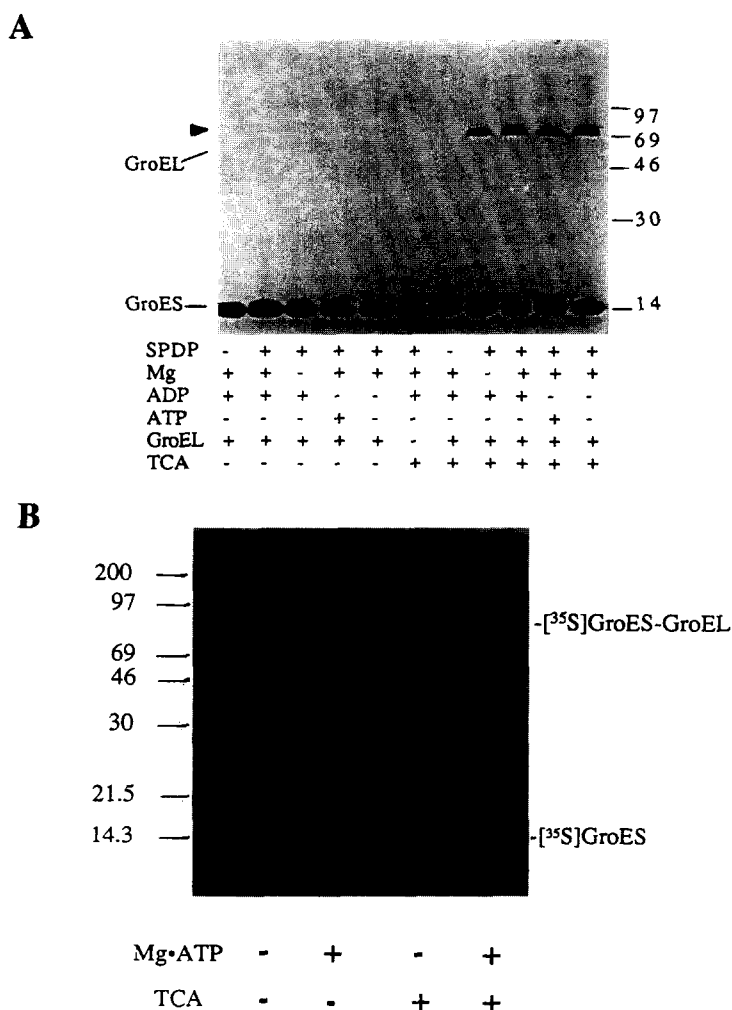 A
97
GroEL
69
46
30
GroES
14
SPDP - + + + + + - + + + +
Mg + + - + + + + - + + +
ADP + + + - - + + + + - -
ATP - - - + - - - - - + -
GroEL + + + + + - + + + + +
TCA - - - - - + + + + + +
B
200
97
-[³⁵S]GroES-GroEL
69
46
30
21.5
14.3
-[³⁵S]GroES
Mg•ATP - + - +
TCA - - + +